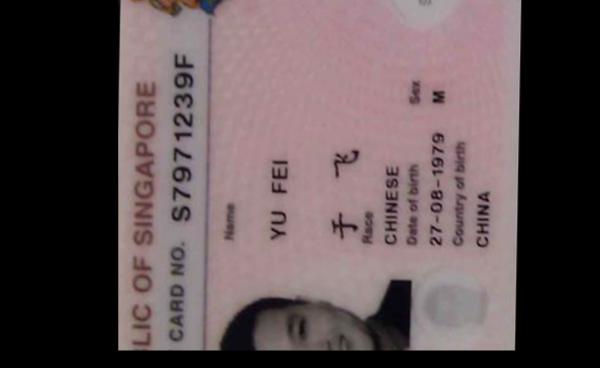 LIC OF SINGAPORE
CARD NO. S7971239F
Name
YU FEI
于 飞
Race
CHINESE
Date of birth Sex
27-08-1979 M
Country of birth
CHINA